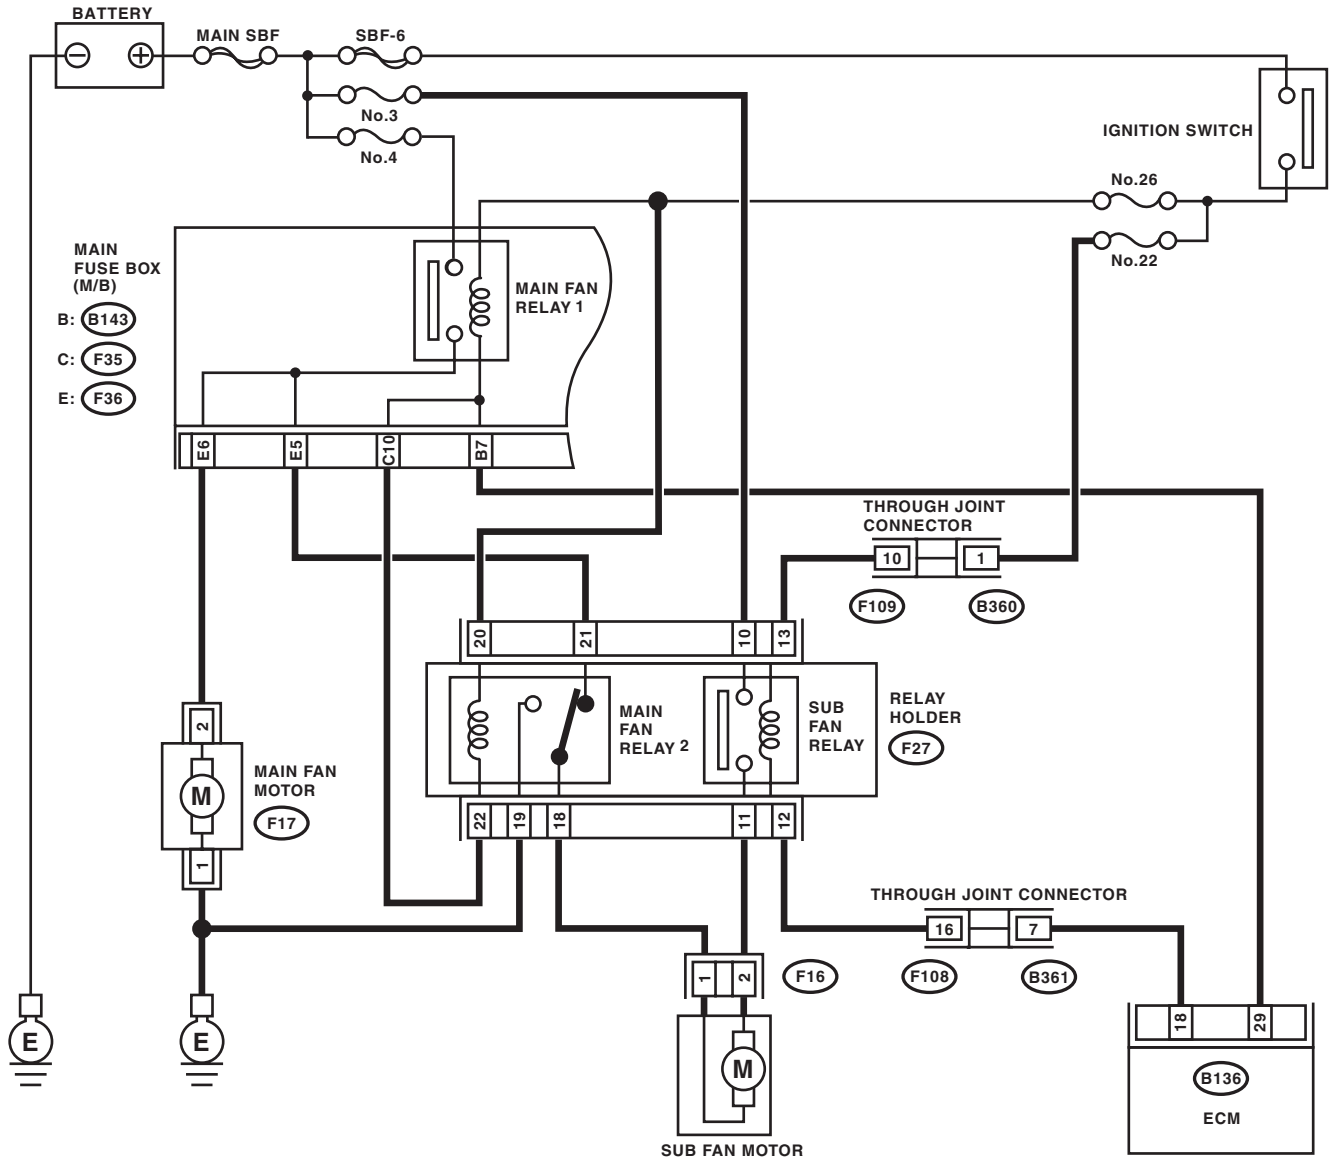 BATTERY
MAIN SBF
SBF-6
No.3
No.4
IGNITION SWITCH
No.26
No.22
MAIN
FUSE BOX
(M/B)
B: B143
C: F35
E: F36
MAIN FAN
RELAY 1
E6
E5
C10
B7
THROUGH JOINT
CONNECTOR
10
1
F109
B360
20
21
10
13
MAIN
FAN
RELAY 2
SUB
FAN
RELAY
RELAY
HOLDER
F27
2
M
1
MAIN FAN
MOTOR
F17
22
19
18
11
12
THROUGH JOINT CONNECTOR
16
7
F108
B361
1
2
F16
M
SUB FAN MOTOR
E
E
18
29
B136
ECM